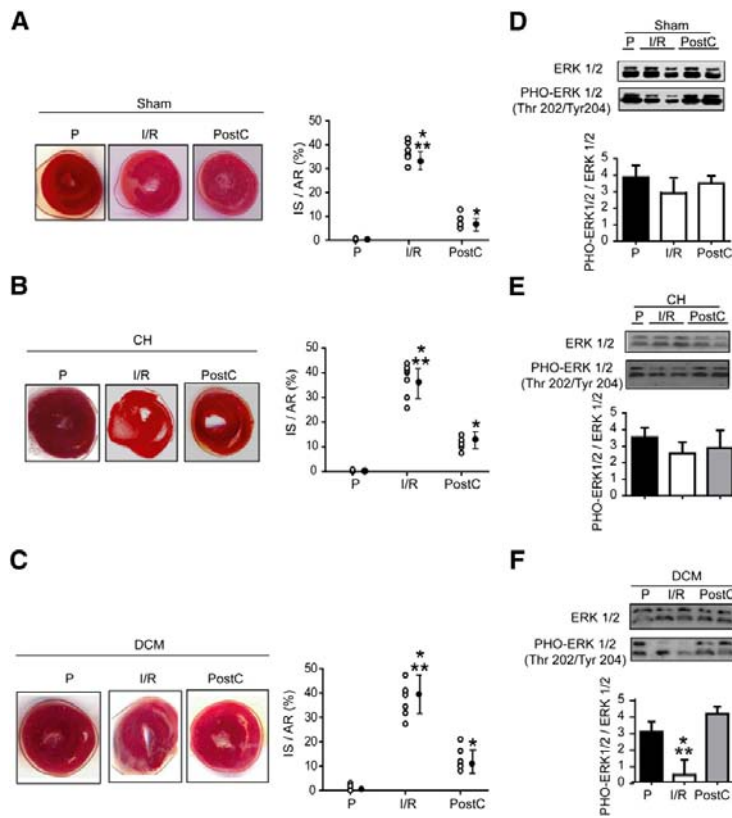 A
Sham
P I/R PostC
IS / AR (%)
50
40
30
20
10
0
*
**
*
P I/R PostC
B
CH
P I/R PostC
IS / AR (%)
50
40
30
20
10
0
*
**
*
P I/R PostC
C
DCM
P I/R PostC
IS / AR (%)
50
40
30
20
10
0
*
**
*
P I/R PostC
D
Sham
P I/R PostC
ERK 1/2
PHO-ERK 1/2
(Thr 202/Tyr204)
PHO-ERK1/2 / ERK 1/2
5
4
3
2
1
0
P I/R PostC
E
CH
P I/R PostC
ERK 1/2
PHO-ERK 1/2
(Thr 202/Tyr 204)
PHO-ERK1/2 / ERK 1/2
5
4
3
2
1
0
P I/R PostC
F
DCM
P I/R PostC
ERK 1/2
PHO-ERK 1/2
(Thr 202/Tyr 204)
PHO-ERK1/2 / ERK 1/2
5
4
3
2
1
0
*
**
P I/R PostC